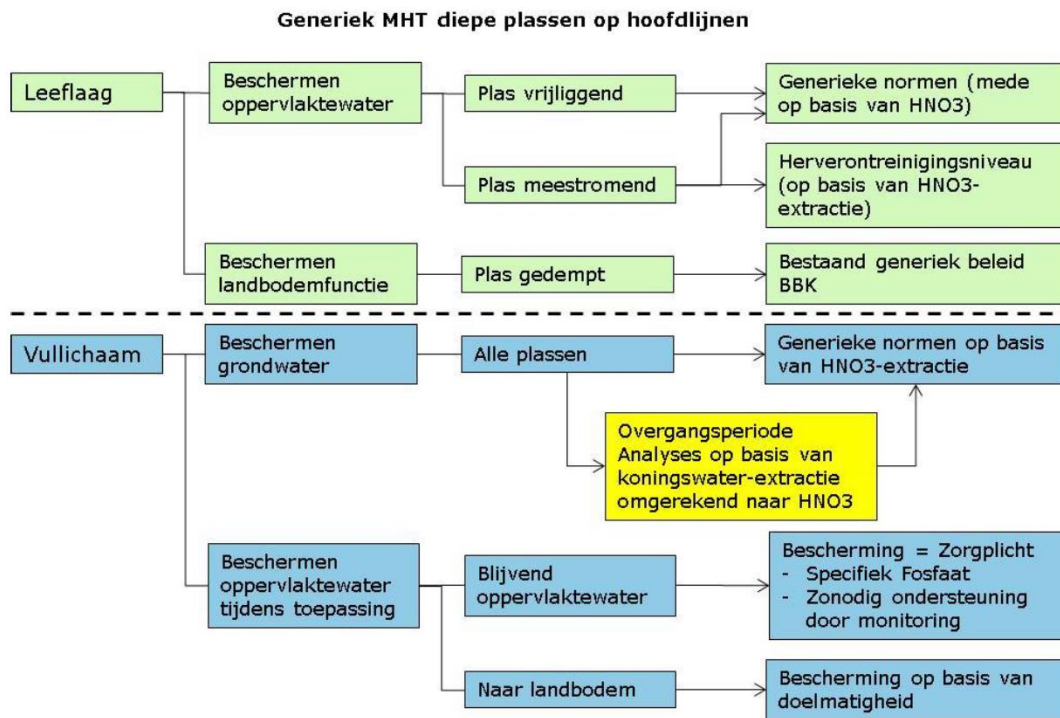 Generiek MHT diepe plassen op hoofdlijnen
Leeflaag
Beschermen
oppervlaktewater
Plas vrijliggend
Generieke normen (mede
op basis van HNO3)
Plas meestromend
Herverontreinigingsniveau
(op basis van HNO3-
extractie)
Beschermen
landbodemfunctie
Plas gedempt
Bestaand generiek beleid
BBK
Vullichaam
Beschermen
grondwater
Alle plassen
Generieke normen op basis
van HNO3-extractie
Overgangsperiode
Analyses op basis van
koningswater-extractie
omgerekend naar HNO3
Beschermen
oppervlaktewater
tijdens toepassing
Blijvend
oppervlaktewater
Bescherming = Zorgplicht
- Specifiek Fosfaat
- Zonodig ondersteuning
door monitoring
Naar landbodem
Bescherming op basis van
doelmatigheid